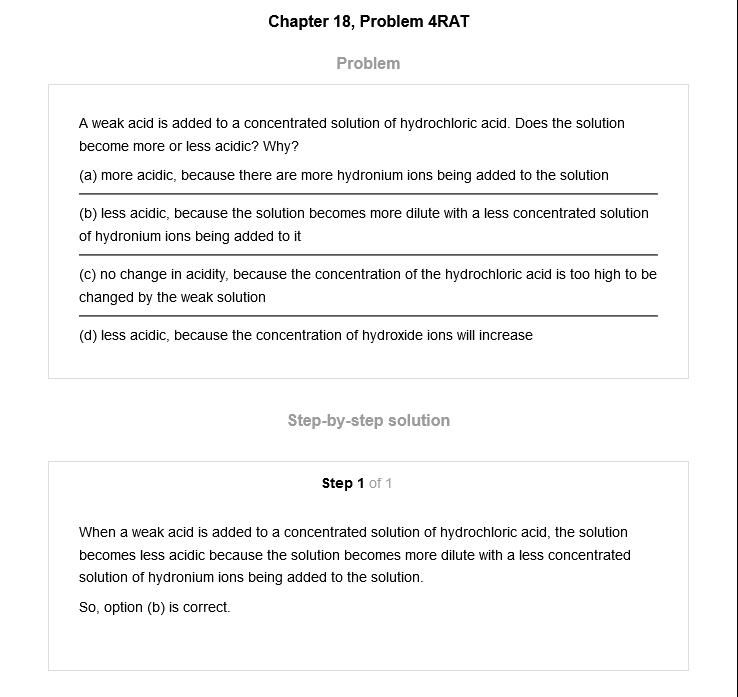 Chapter 18, Problem 4RAT
Problem
A weak acid is added to a concentrated solution of hydrochloric acid. Does the solution
become more or less acidic? Why?
(a) more acidic, because there are more hydronium ions being added to the solution
(b) less acidic, because the solution becomes more dilute with a less concentrated solution
of hydronium ions being added to it
(c) no change in acidity, because the concentration of the hydrochloric acid is too high to be
changed by the weak solution
(d) less acidic, because the concentration of hydroxide ions will increase
Step-by-step solution
Step 1 of 1
When a weak acid is added to a concentrated solution of hydrochloric acid, the solution
becomes less acidic because the solution becomes more dilute with a less concentrated
solution of hydronium ions being added to the solution.
So, option (b) is correct.